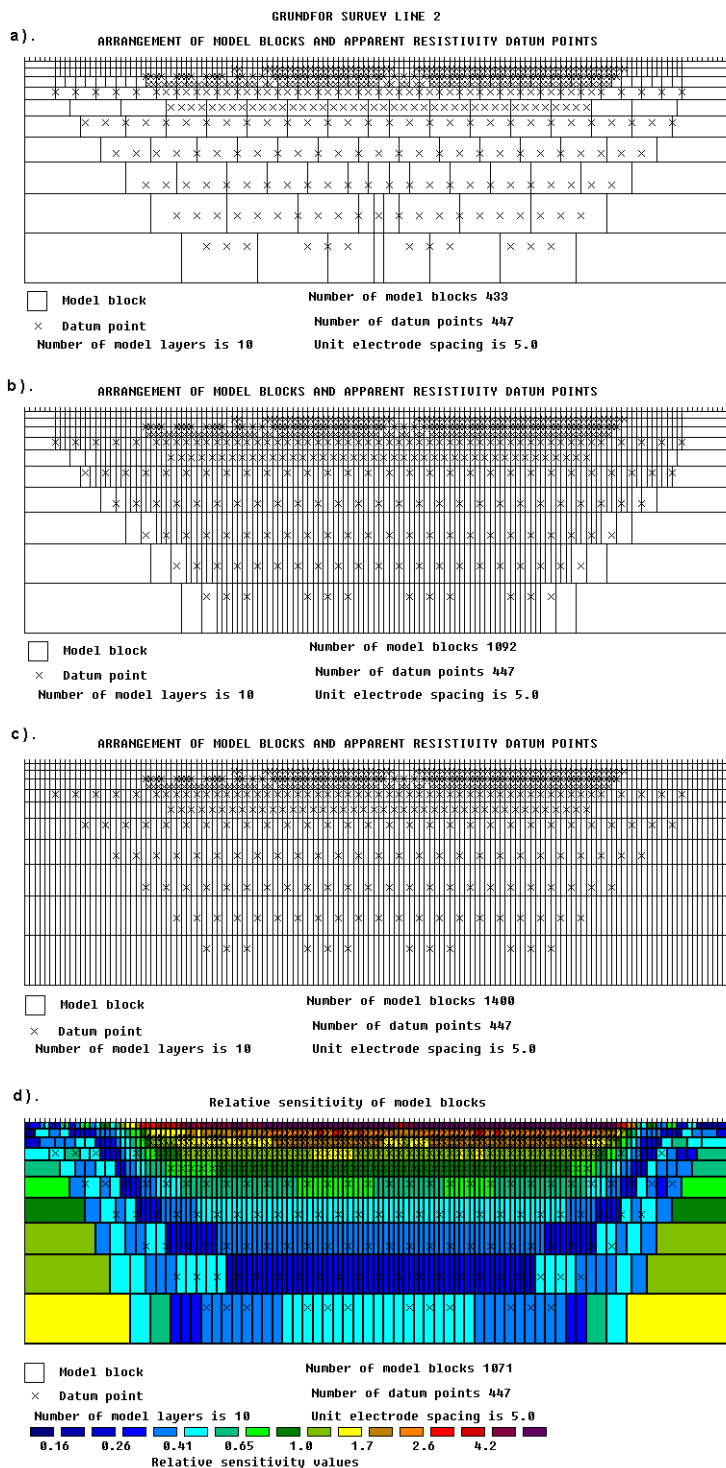 GRUNDFOR SURVEY LINE 2
a).
ARRANGEMENT OF MODEL BLOCKS AND APPARENT RESISTIVITY DATUM POINTS
Model block
Number of model blocks 433
Datum point
Number of datum points 447
Number of model layers is 10
Unit electrode spacing is 5.0
b).
ARRANGEMENT OF MODEL BLOCKS AND APPARENT RESISTIVITY DATUM POINTS
Model block
Number of model blocks 1092
Datum point
Number of datum points 447
Number of model layers is 10
Unit electrode spacing is 5.0
c).
ARRANGEMENT OF MODEL BLOCKS AND APPARENT RESISTIVITY DATUM POINTS
Model block
Number of model blocks 1400
Datum point
Number of datum points 447
Number of model layers is 10
Unit electrode spacing is 5.0
d).
Relative sensitivity of model blocks
Model block
Number of model blocks 1071
Datum point
Number of datum points 447
Number of model layers is 10
Unit electrode spacing is 5.0
0.16 0.26 0.41 0.65 1.0 1.7 2.6 4.2
Relative sensitivity values